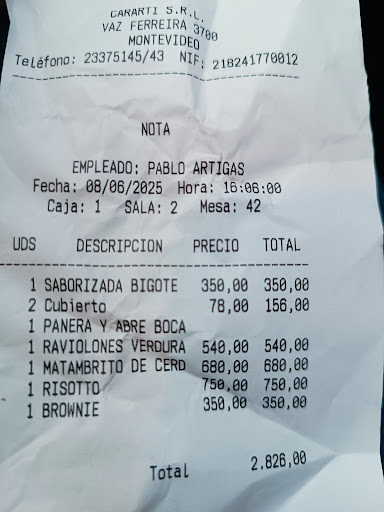 CARARTI S.R.L.
VAZ FERREIRA 3700
MONTEVIDEO
Teléfono: 23375145/43 NIF: 218241770012
NOTA
EMPLEADO: PABLO ARTIGAS
Fecha: 08/06/2025 Hora: 16:06:00
Caja: 1 SALA: 2 Mesa: 42
UDS DESCRIPCION PRECIO TOTAL
1 SABORIZADA BIGOTE 350,00 350,00
2 Cubierto 78,00 156,00
1 PANERA Y ABRE BOCA
1 RAVIOLONES VERDURA 540,00 540,00
1 MATAMBRITO DE CERD 680,00 680,00
1 RISOTTO 750,00 750,00
1 BROWNIE 350,00 350,00
Total 2.826,00